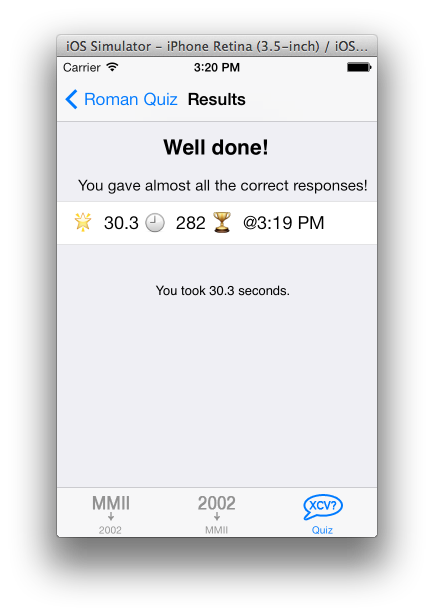 iOS Simulator - iPhone Retina (3.5-inch) / iOS...
Carrier 3:20 PM
Roman Quiz Results
Well done!
You gave almost all the correct responses!
30.3 282 @3:19 PM
You took 30.3 seconds.
MMII 2002 XCV?
2002 MMII Quiz